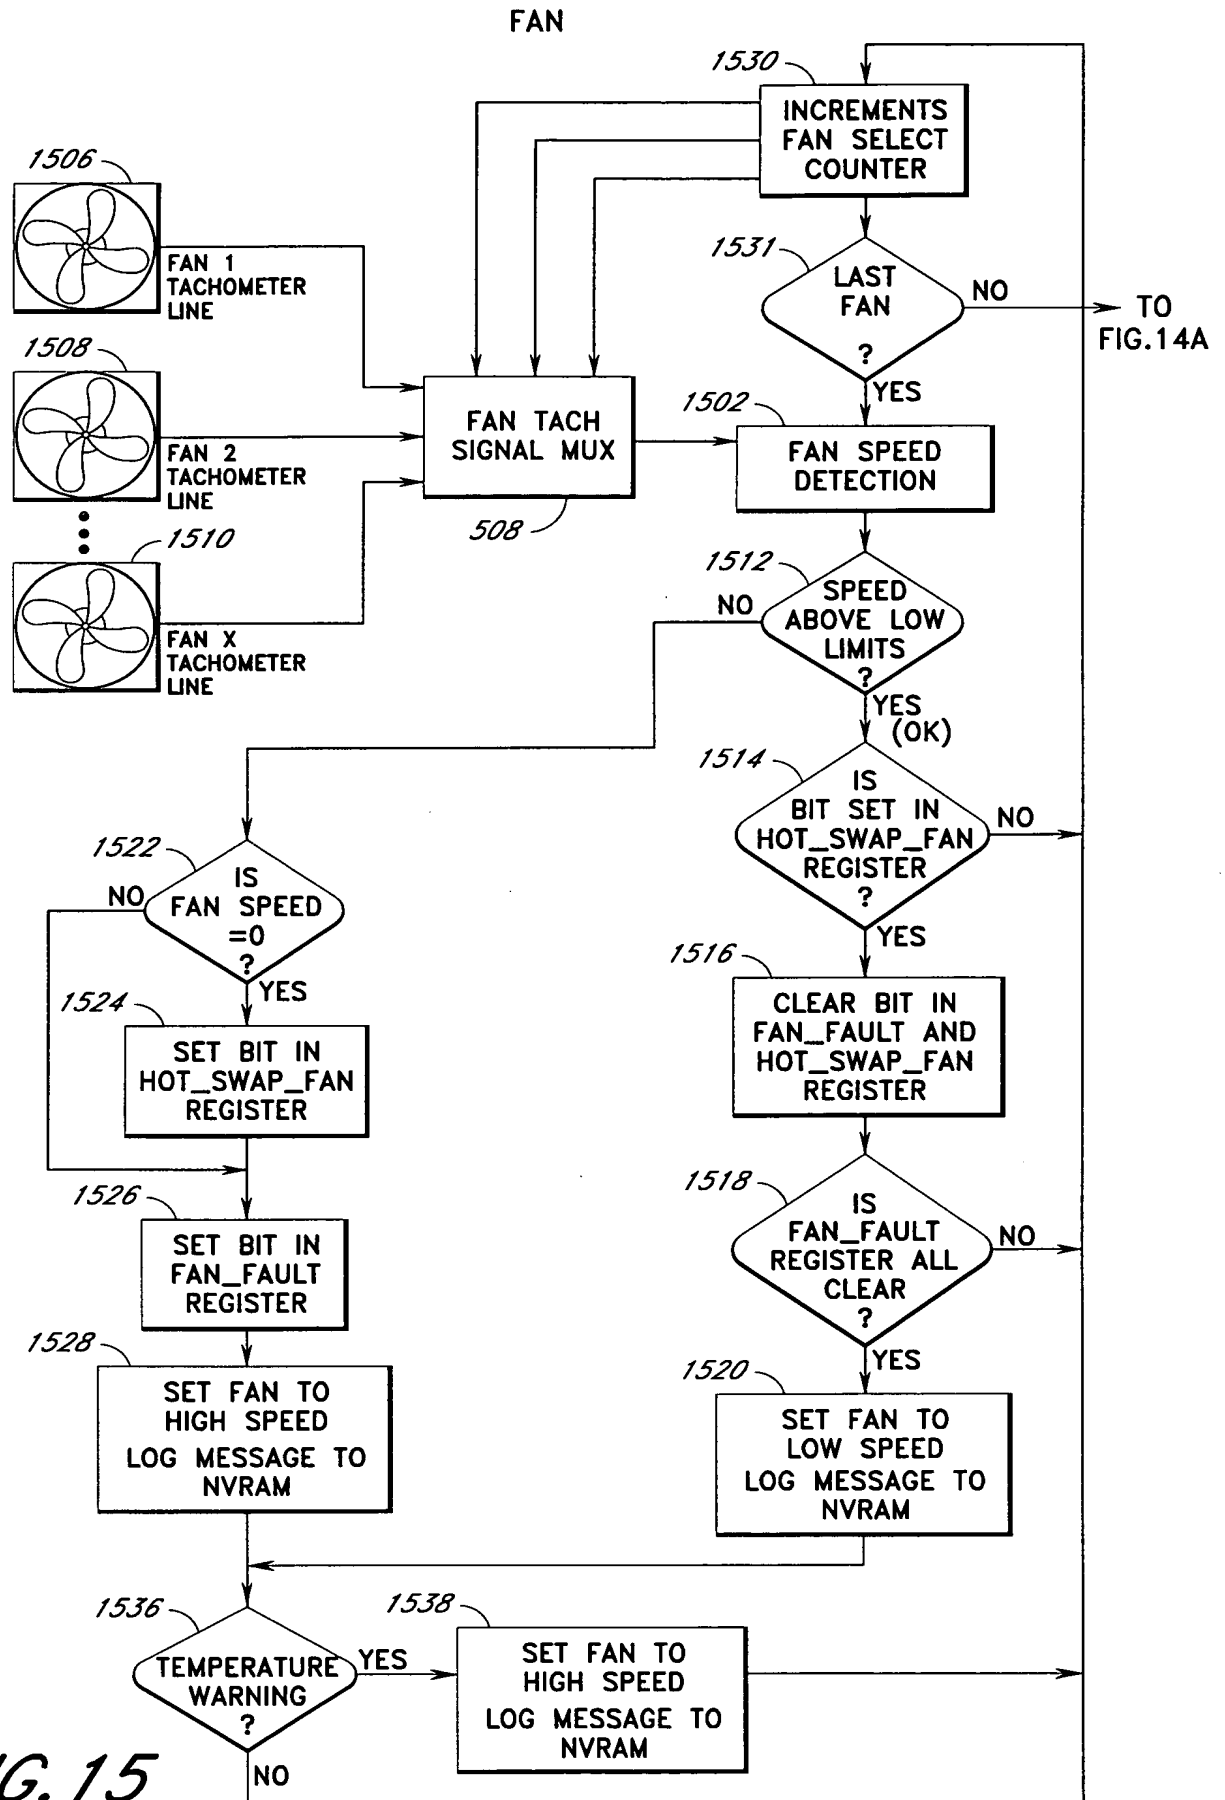 FAN
1530
INCREMENTS
FAN SELECT
COUNTER
1506
FAN 1
TACHOMETER
LINE
1531
LAST
FAN
?
NO
TO
FIG.14A
YES
1508
FAN 2
TACHOMETER
LINE
FAN TACH
SIGNAL MUX
508
1502
FAN SPEED
DETECTION
1510
FAN X
TACHOMETER
LINE
1512
SPEED
ABOVE LOW
LIMITS
?
NO
YES
(OK)
1514
IS
BIT SET IN
HOT_SWAP_FAN
REGISTER
?
NO
YES
1522
IS
FAN SPEED
=0
?
NO
YES
1516
CLEAR BIT IN
FAN_FAULT AND
HOT_SWAP_FAN
REGISTER
1524
SET BIT IN
HOT_SWAP_FAN
REGISTER
1518
IS
FAN_FAULT
REGISTER ALL
CLEAR
?
NO
YES
1526
SET BIT IN
FAN_FAULT
REGISTER
1528
SET FAN TO
HIGH SPEED
LOG MESSAGE TO
NVRAM
1520
SET FAN TO
LOW SPEED
LOG MESSAGE TO
NVRAM
1536
TEMPERATURE
WARNING
?
YES
NO
1538
SET FAN TO
HIGH SPEED
LOG MESSAGE TO
NVRAM
G.15